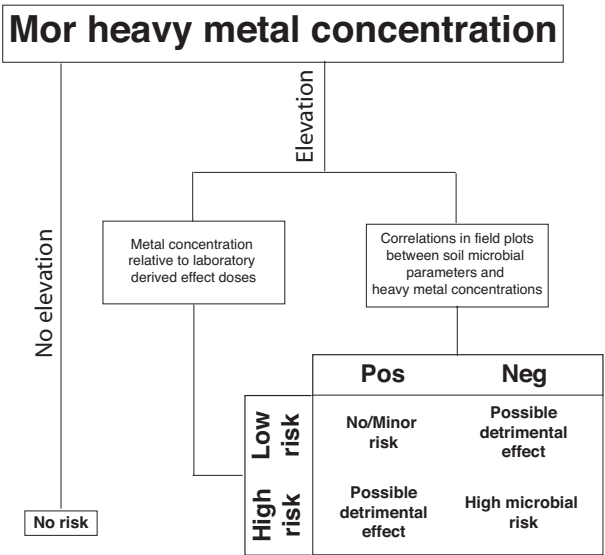 Mor heavy metal concentration
Elevation
No elevation
Metal concentration
relative to laboratory
derived effect doses
Correlations in field plots
between soil microbial
parameters and
heavy metal concentrations
Pos
Neg
Low
risk
No/Minor
risk
Possible
detrimental
effect
High
risk
Possible
detrimental
effect
High microbial
risk
No risk